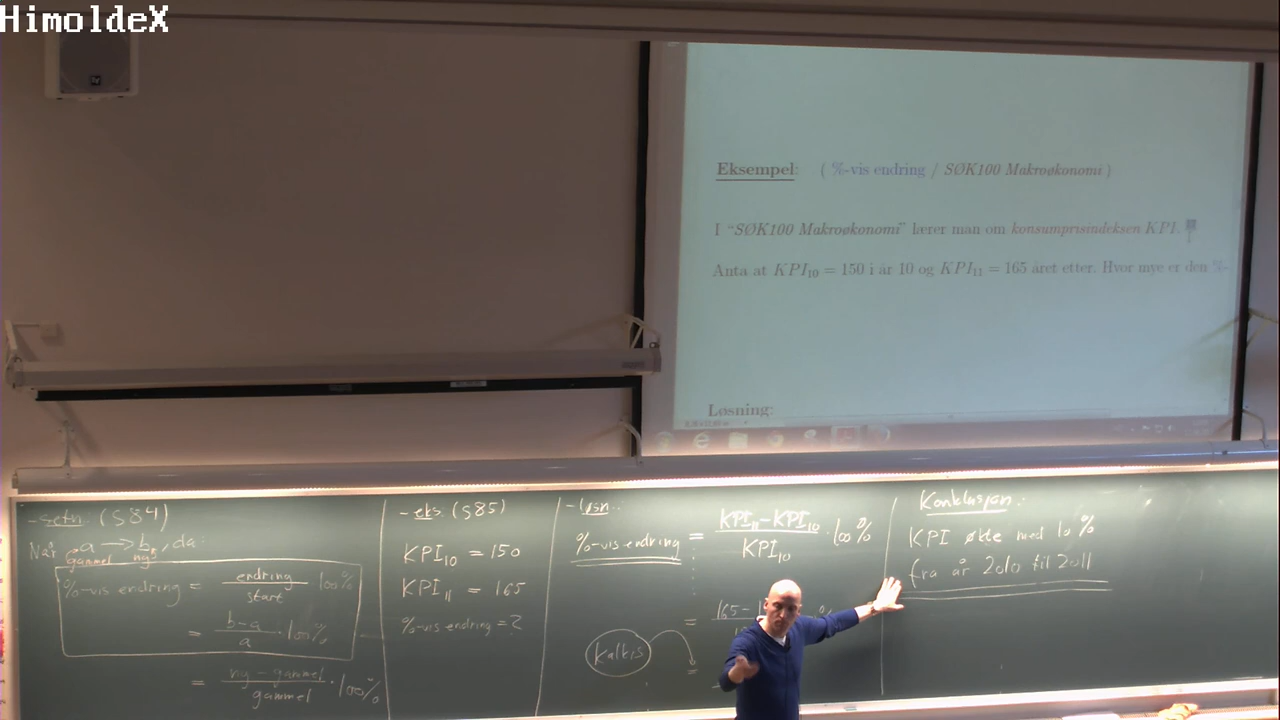 HimoldeX
Eksempel: ( %-vis endring / SØK100 Makroøkonomi )
I “SØK100 Makroøkonomi” lærer man om konsumprisindeksen KPI.
Anta at KPI10 = 150 i år 10 og KPI11 = 165 året etter. Hvor mye er den %-
Løsning:
- setn: (S84)
Når a → b, da:
gammel ny
%-vis endring = endring/start · 100%
= b-a/a · 100%
= ny-gammel/gammel · 100%
- eks: (S85)
KPI10 = 150
KPI11 = 165
%-vis endring = ?
- løsn:
%-vis endring = KPI11-KPI10/KPI10 · 100%
= 165-
Kalkis =
Konklusjon:
KPI økte med 10%
fra år 2010 til 2011